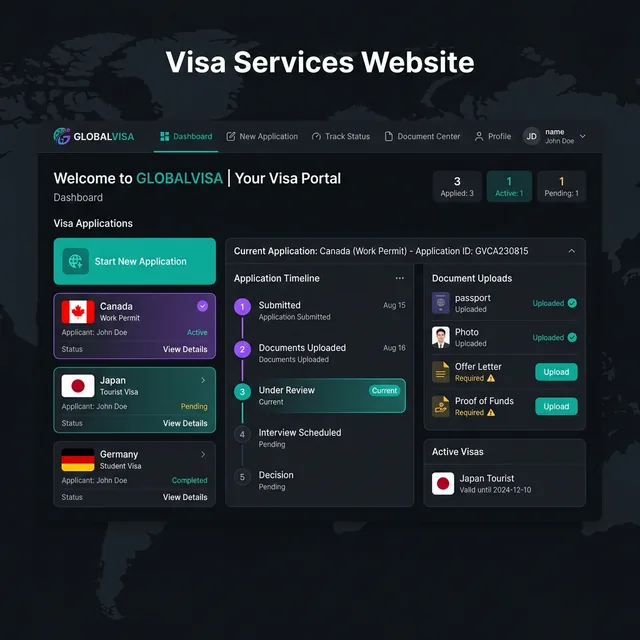 Visa Services Website
GLOBALVISA
Dashboard
New Application
Track Status
Document Center
Profile
JD
name
John Doe
Welcome to GLOBALVISA | Your Visa Portal
Dashboard
3
Applied: 3
1
Active: 1
1
Pending: 1
Visa Applications
Start New Application
Canada
Work Permit
Applicant: John Doe
Active
Status
View Details
Japan
Tourist Visa
Applicant: John Doe
Pending
Status
View Details
Germany
Student Visa
Applicant: John Doe
Completed
Status
View Details
Current Application: Canada (Work Permit) - Application ID: GVCA230815
Application Timeline
1
Submitted
Aug 15
Application Submitted
2
Documents Uploaded
Aug 16
Documents Uploaded
3
Under Review
Current
Current
4
Interview Scheduled
Pending
5
Decision
Pending
Document Uploads
passport
Uploaded
Uploaded
Photo
Uploaded
Uploaded
Offer Letter
Required
Upload
Proof of Funds
Required
Upload
Active Visas
Japan Tourist
Valid until 2024-12-10